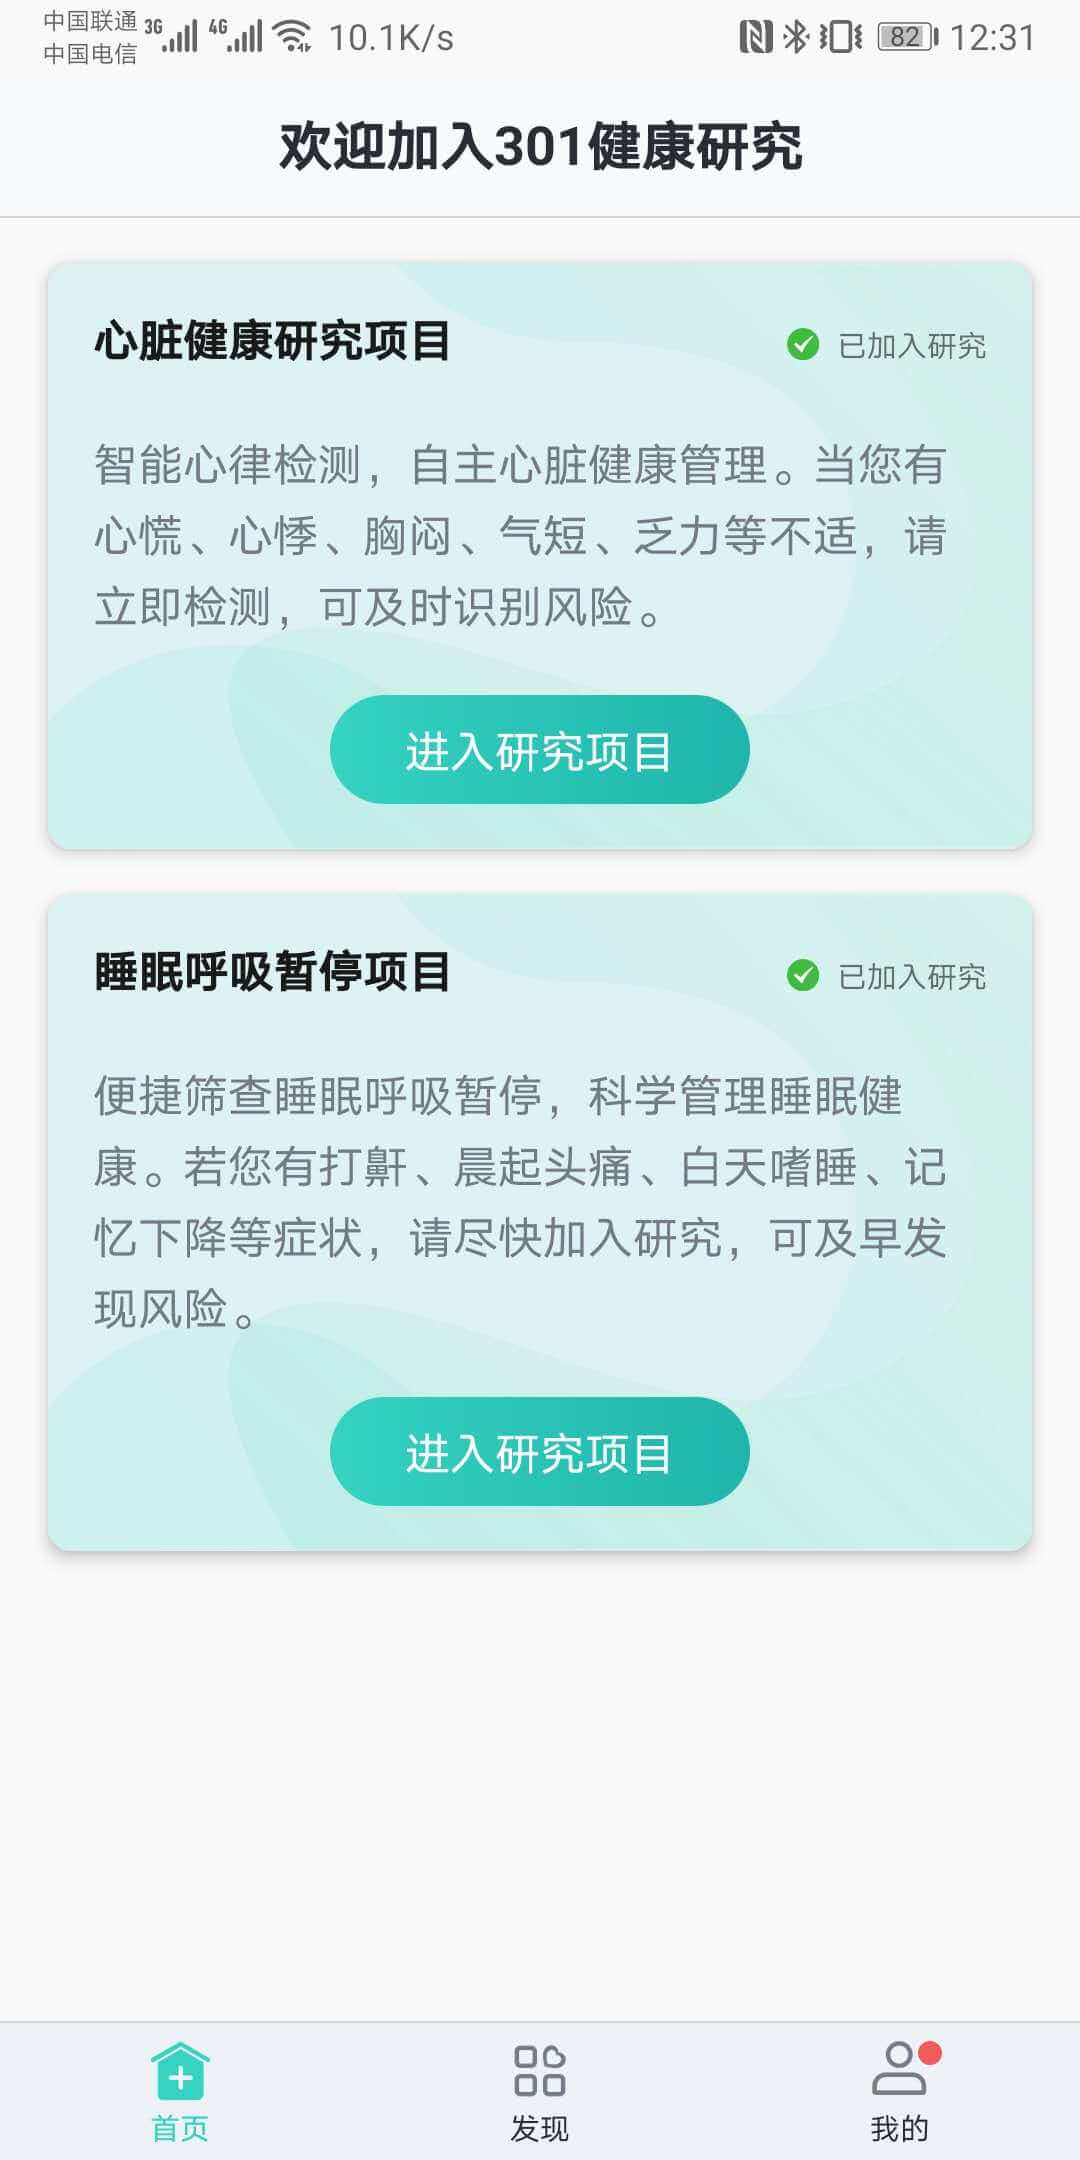 中国联通 3G 4G 10.1K/s 82 12:31
中国电信
欢迎加入301健康研究
心脏健康研究项目 已加入研究
智能心律检测，自主心脏健康管理。当您有
心慌、心悸、胸闷、气短、乏力等不适，请
立即检测，可及时识别风险。
进入研究项目
睡眠呼吸暂停项目 已加入研究
便捷筛查睡眠呼吸暂停，科学管理睡眠健
康。若您有打鼾、晨起头痛、白天嗜睡、记
忆下降等症状，请尽快加入研究，可及早发
现风险。
进入研究项目
首页 发现 我的